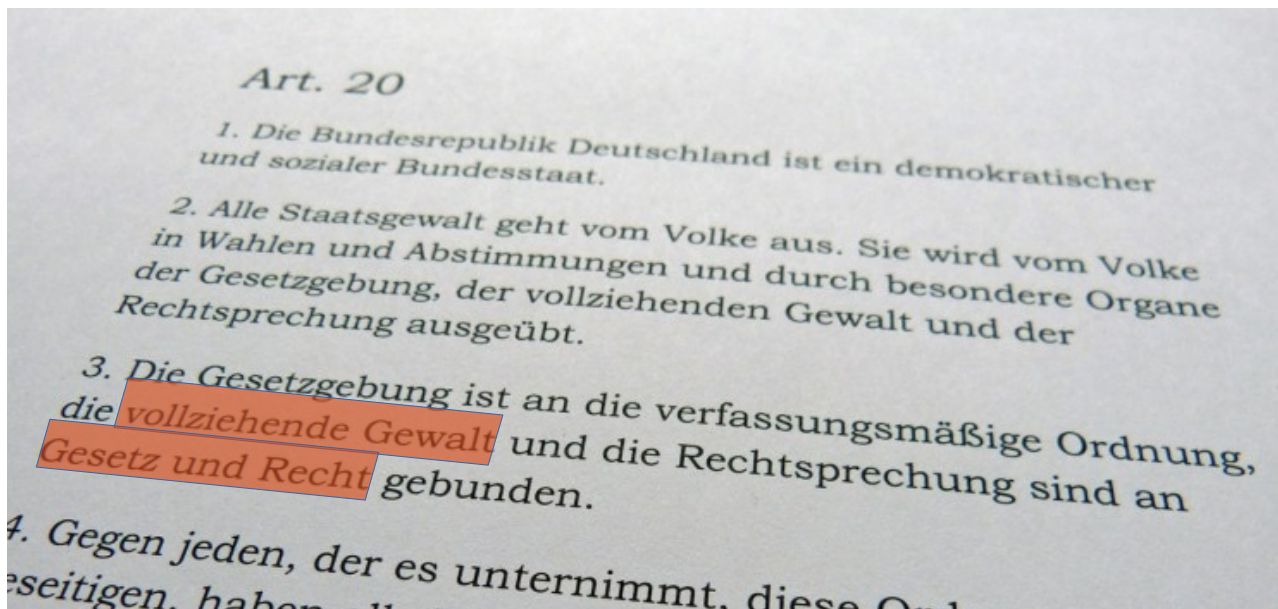 Art. 20
1. Die Bundesrepublik Deutschland ist ein demokratischer
und sozialer Bundesstaat.
2. Alle Staatsgewalt geht vom Volke aus. Sie wird vom Volke
in Wahlen und Abstimmungen und durch besondere Organe
der Gesetzgebung, der vollziehenden Gewalt und der
Rechtsprechung ausgeübt.
3. Die Gesetzgebung ist an die verfassungsmäßige Ordnung,
die vollziehende Gewalt und die Rechtsprechung sind an
Gesetz und Recht gebunden.
4. Gegen jeden, der es unternimmt, diese
haben